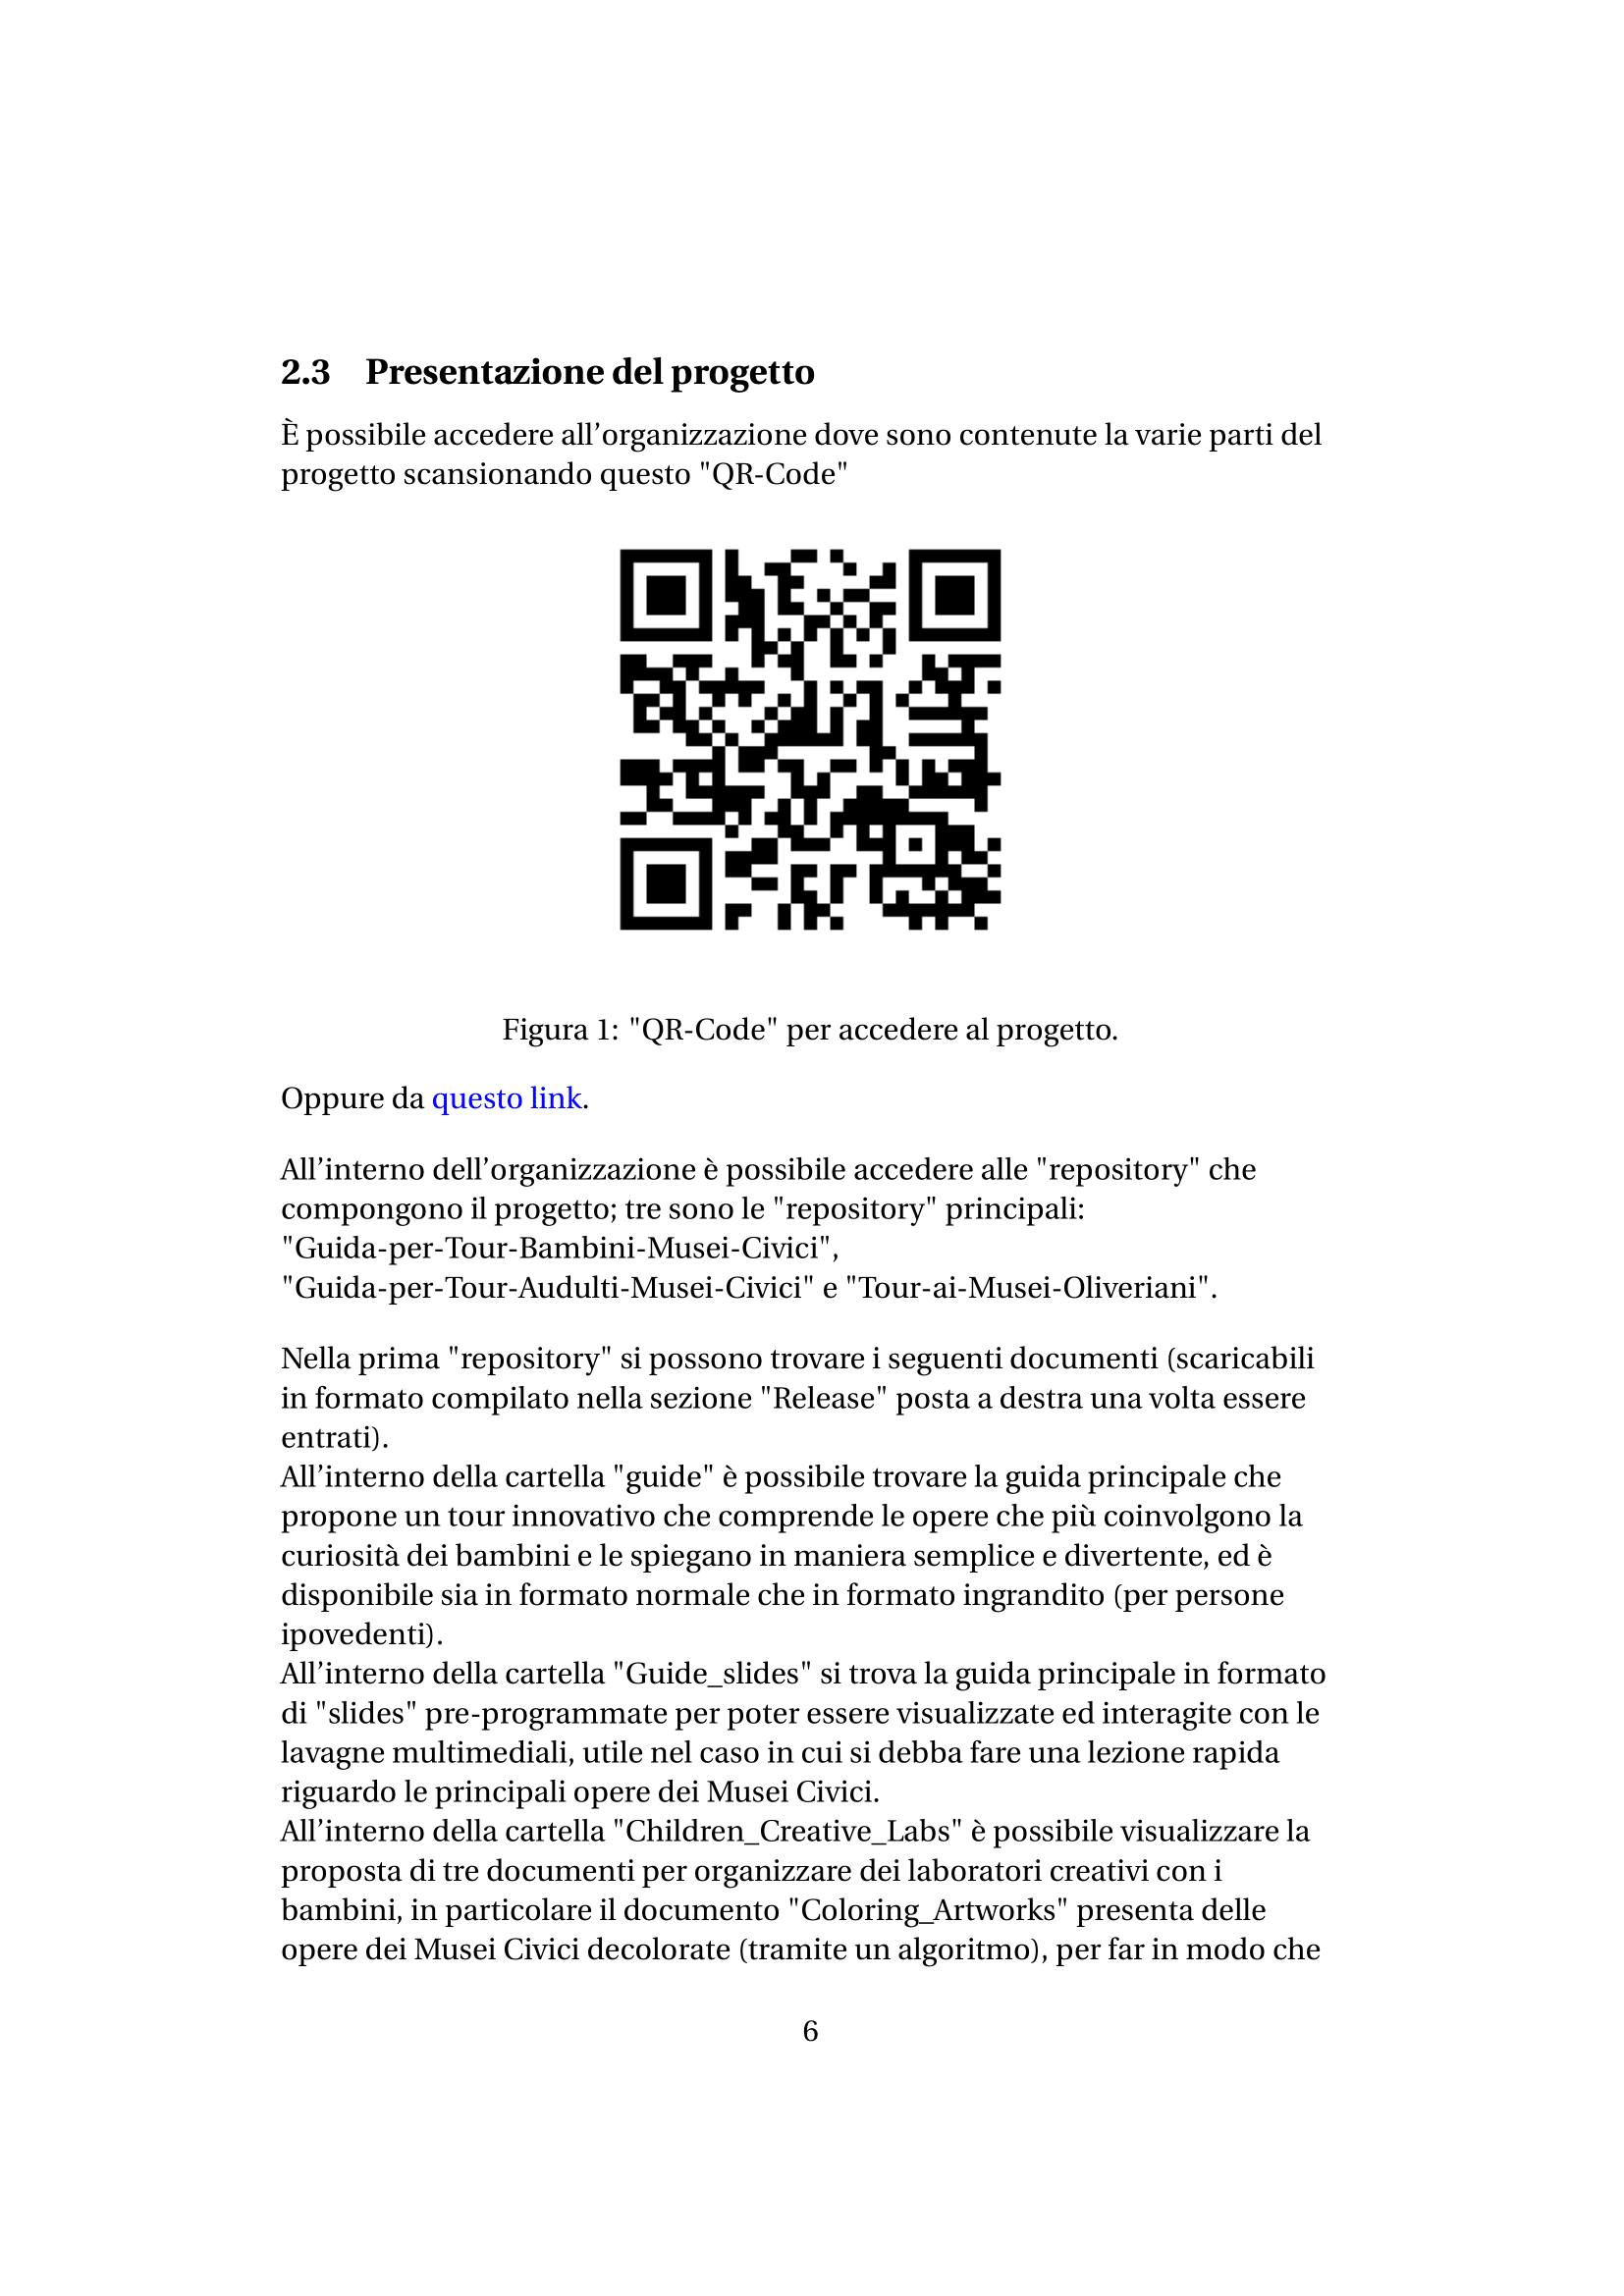 2.3 Presentazione del progetto
È possibile accedere all'organizzazione dove sono contenute la varie parti del
progetto scansionando questo "QR-Code"
Figura 1: "QR-Code" per accedere al progetto.
Oppure da questo link.
All'interno dell'organizzazione è possibile accedere alle "repository" che
compongono il progetto; tre sono le "repository" principali:
"Guida-per-Tour-Bambini-Musei-Civici",
"Guida-per-Tour-Audulti-Musei-Civici" e "Tour-ai-Musei-Oliveriani".
Nella prima "repository" si possono trovare i seguenti documenti (scaricabili
in formato compilato nella sezione "Release" posta a destra una volta essere
entrati).
All'interno della cartella "guide" è possibile trovare la guida principale che
propone un tour innovativo che comprende le opere che più coinvolgono la
curiosità dei bambini e le spiegano in maniera semplice e divertente, ed è
disponibile sia in formato normale che in formato ingrandito (per persone
ipovedenti).
All'interno della cartella "Guide_slides" si trova la guida principale in formato
di "slides" pre-programmate per poter essere visualizzate ed interagite con le
lavagne multimediali, utile nel caso in cui si debba fare una lezione rapida
riguardo le principali opere dei Musei Civici.
All'interno della cartella "Children_Creative_Labs" è possibile visualizzare la
proposta di tre documenti per organizzare dei laboratori creativi con i
bambini, in particolare il documento "Coloring_Artworks" presenta delle
opere dei Musei Civici decolorate (tramite un algoritmo), per far in modo che
6